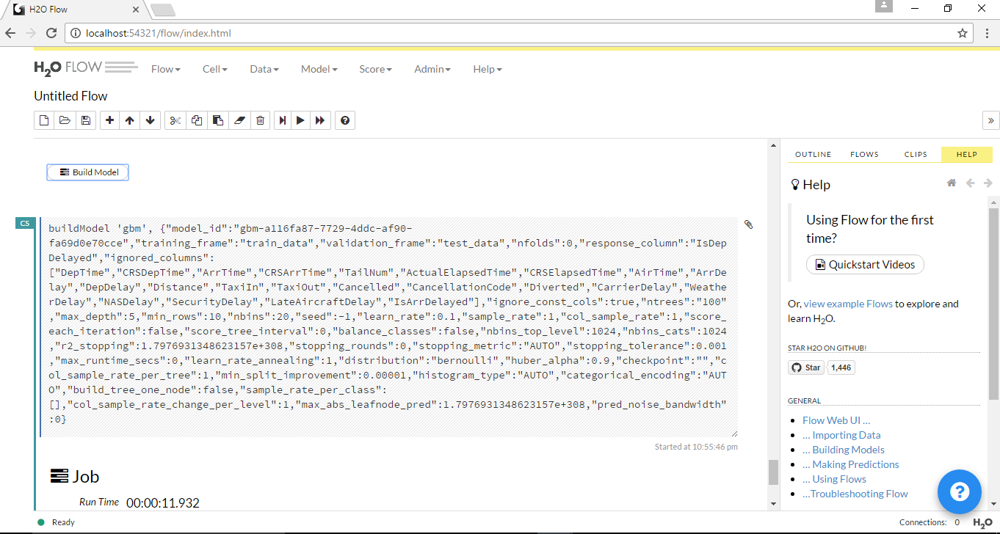 H2O Flow
localhost:54321/flow/index.html
H2O FLOW
Flow
Cell
Data
Model
Score
Admin
Help
Untitled Flow
OUTLINE
FLOWS
CLIPS
HELP
Build Model
CS
buildModel 'gbm', {"model_id":"gbm-a116fa87-7729-4ddc-af90-
fa69d0e70cce","training_frame":"train_data","validation_frame":"test_data","nfolds":0,"response_column":"IsDep
Delayed","ignored_columns":
["DepTime","CRSDepTime","ArrTime","CRSArrTime","TailNum","ActualElapsedTime","CRSElapsedTime","AirTime","ArrDe
lay","DepDelay","Distance","TaxiIn","TaxiOut","Cancelled","CancellationCode","Diverted","CarrierDelay","Weathe
rDelay","NASDelay","SecurityDelay","LateAircraftDelay","IsArrDelayed"],"ignore_const_cols":true,"ntrees":"100"
,"max_depth":5,"min_rows":10,"nbins":20,"seed":-1,"learn_rate":0.1,"sample_rate":1,"col_sample_rate":1,"score_
each_iteration":false,"score_tree_interval":0,"balance_classes":false,"nbins_top_level":1024,"nbins_cats":1024
,"r2_stopping":1.7976931348623157e+308,"stopping_rounds":0,"stopping_metric":"AUTO","stopping_tolerance":0.001
,"max_runtime_secs":0,"learn_rate_annealing":1,"distribution":"bernoulli","huber_alpha":0.9,"checkpoint":"","c
ol_sample_rate_per_tree":1,"min_split_improvement":0.00001,"histogram_type":"AUTO","categorical_encoding":"AUT
O","build_tree_one_node":false,"sample_rate_per_class":
[],"col_sample_rate_change_per_level":1,"max_abs_leafnode_pred":1.7976931348623157e+308,"pred_noise_bandwidth"
:0}
Started at 10:55:46 pm
Job
Run Time 00:00:11.932
Help
Using Flow for the first
time?
Quickstart Videos
Or, view example Flows to explore and
learn H2O.
STAR H2O ON GITHUB!
Star 1,446
GENERAL
Flow Web UI ...
... Importing Data
... Building Models
... Making Predictions
... Using Flows
...Troubleshooting Flow
?
Ready
Connections: 0 H2O